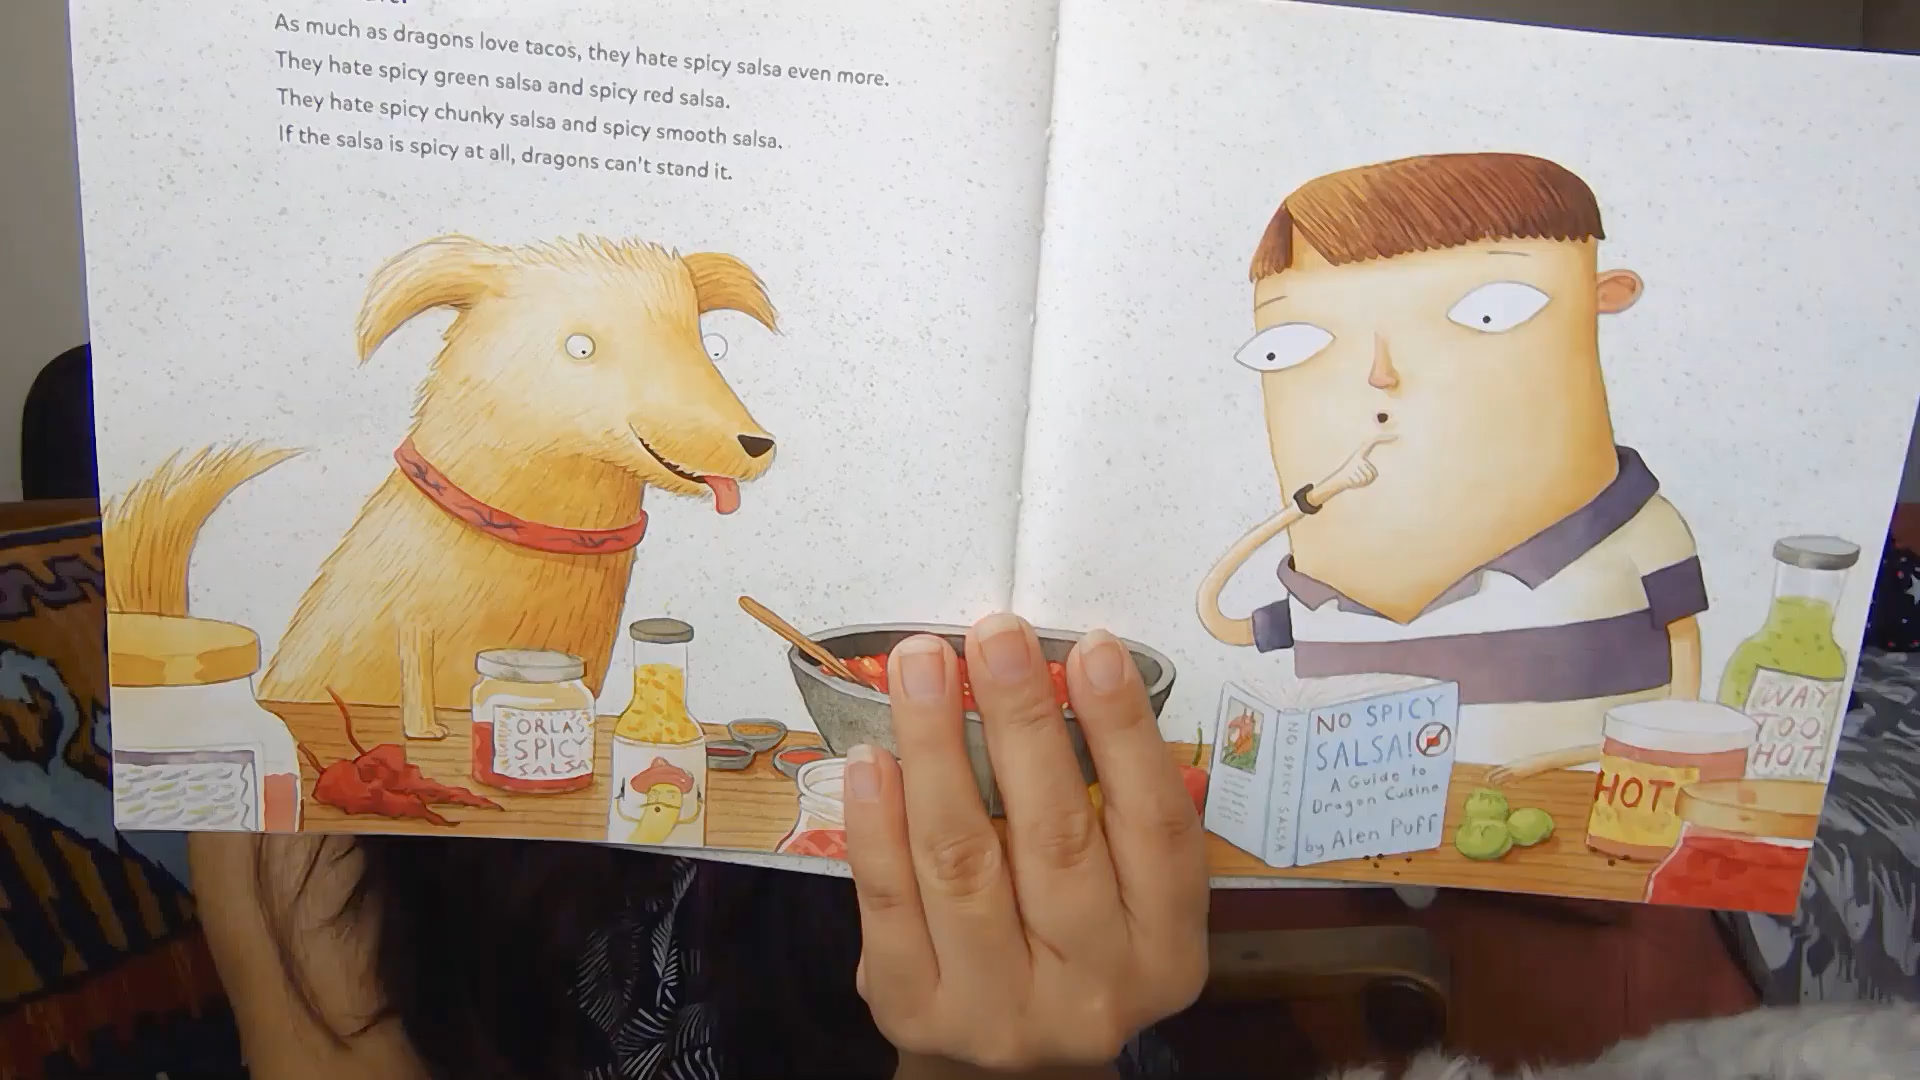 As much as dragons love tacos, they hate spicy salsa even more.
They hate spicy green salsa and spicy red salsa.
They hate spicy chunky salsa and spicy smooth salsa.
If the salsa is spicy at all, dragons can't stand it.
ORLA'S
SPICY
SALSA
NO SPICY SALSA
NO SPICY
SALSA!
A Guide to
Dragon Cuisine
by Alen Puff
HOT
WAY
TOO
HOT